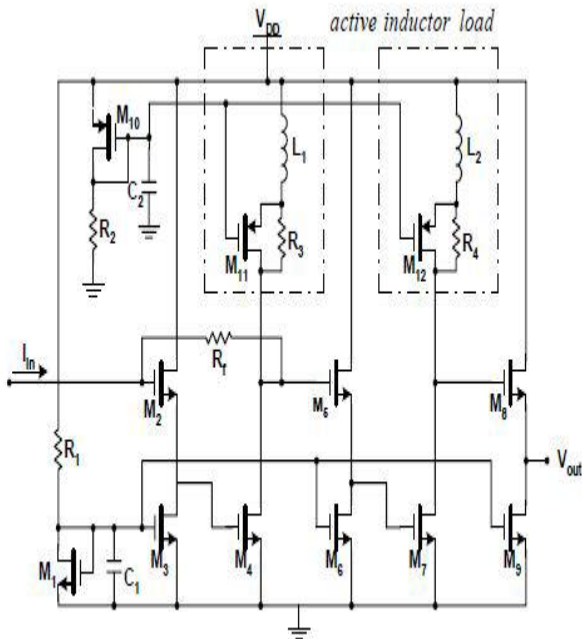 V_DD
active inductor load
M_10
C_2
R_2
L_1
R_3
M_11
L_2
R_4
M_12
I_in
R_f
M_2
M_5
M_8
R_1
V_out
M_1
C_1
M_3
M_4
M_6
M_7
M_9